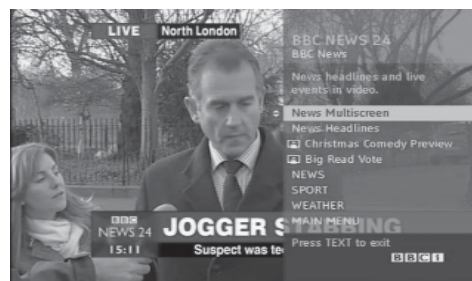 LIVE North London
BBC NEWS 24
BBC News
News headlines and live
events in video.
News Multiscreen
News Headlines
Christmas Comedy Preview
Big Read Vote
NEWS
SPORT
WEATHER
MAIN MENU
Press TEXT to exit
BBC 1
BBC
NEWS 24
15:11
JOGGER STABBING
Suspect was